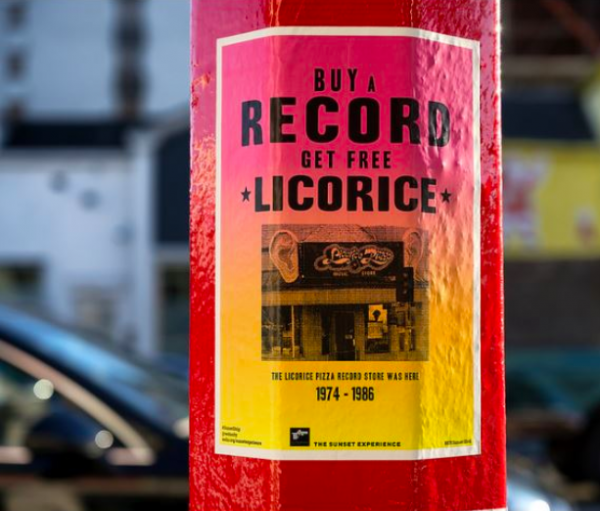 BUY A
RECORD
GET FREE
★LICORICE★
THE LICORICE PIZZA RECORD STORE WAS HERE
1974 - 1986
THE SUNSET EXPERIENCE